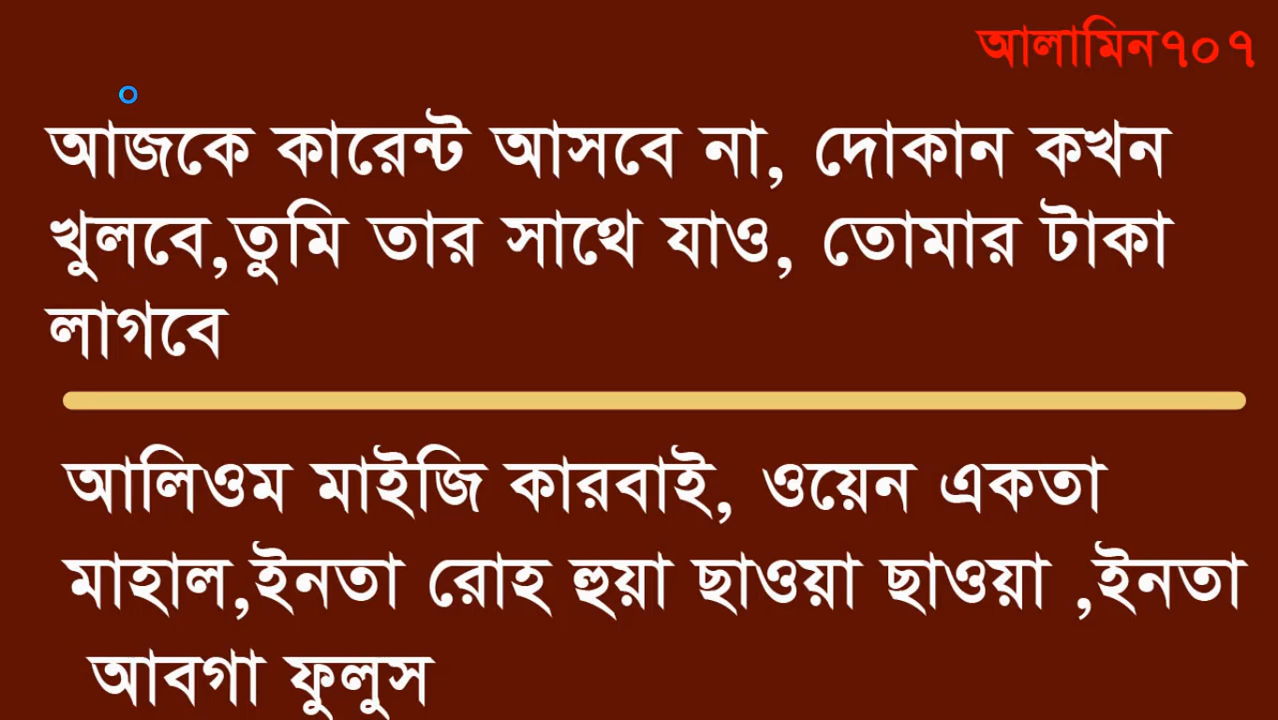 আলামিন৭০৭
আজকে কারেন্ট আসবে না, দোকান কখন
খুলবে,তুমি তার সাথে যাও, তোমার টাকা
লাগবে
আলিওম মাইজি কারবাই, ওয়েন একতা
মাহাল,ইনতা রোহ হুয়া ছাওয়া ছাওয়া ,ইনতা
আবগা ফুলুস